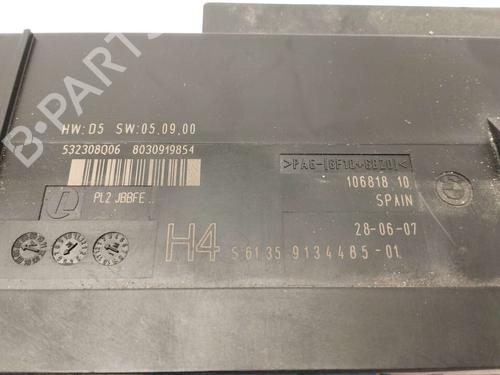 B-PARTS
HW:D5 SW:05.09.00
532308Q06 8030919854
PL2 JBBFE..
>PA6-(GF10+GB20)<
106818 10
SPAIN
28-06-07
H4 S 61.35 9134485-01